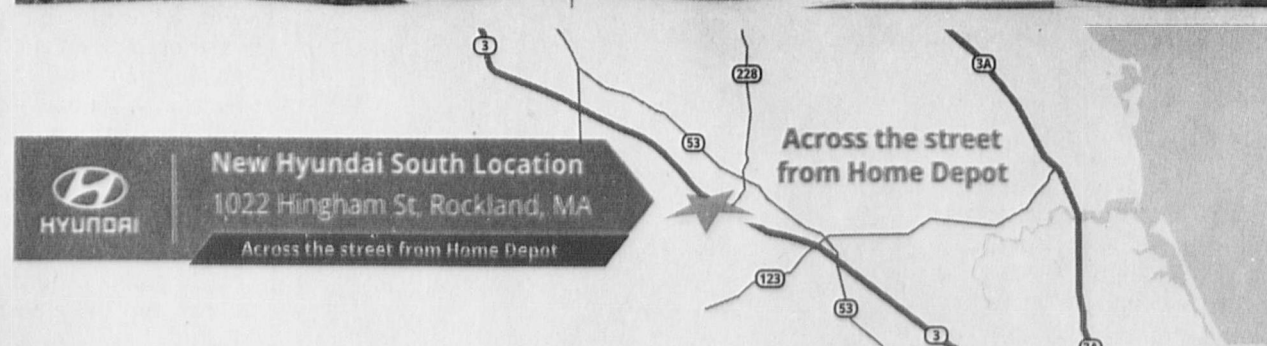 3
228
3A
53
Across the street
from Home Depot
New Hyundai South Location
1022 Hingham St, Rockland, MA
HYUNDAI
Across the street from Home Depot
123
53
3
3A